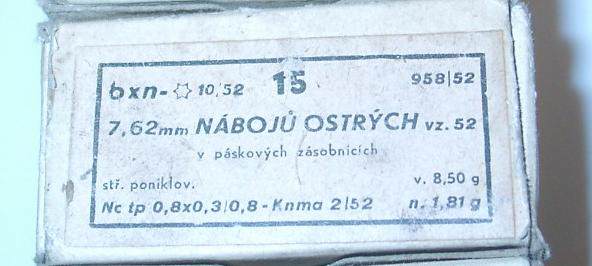 bxn-✡ 10/52 15 958|52
7,62mm NÁBOJŮ OSTRÝCH vz. 52
v páskových zásobnících
stř. poniklov. v. 8,50 g
Nc tp 0,8x0,3/0,8 - Knma 2/52 n. 1,81 g